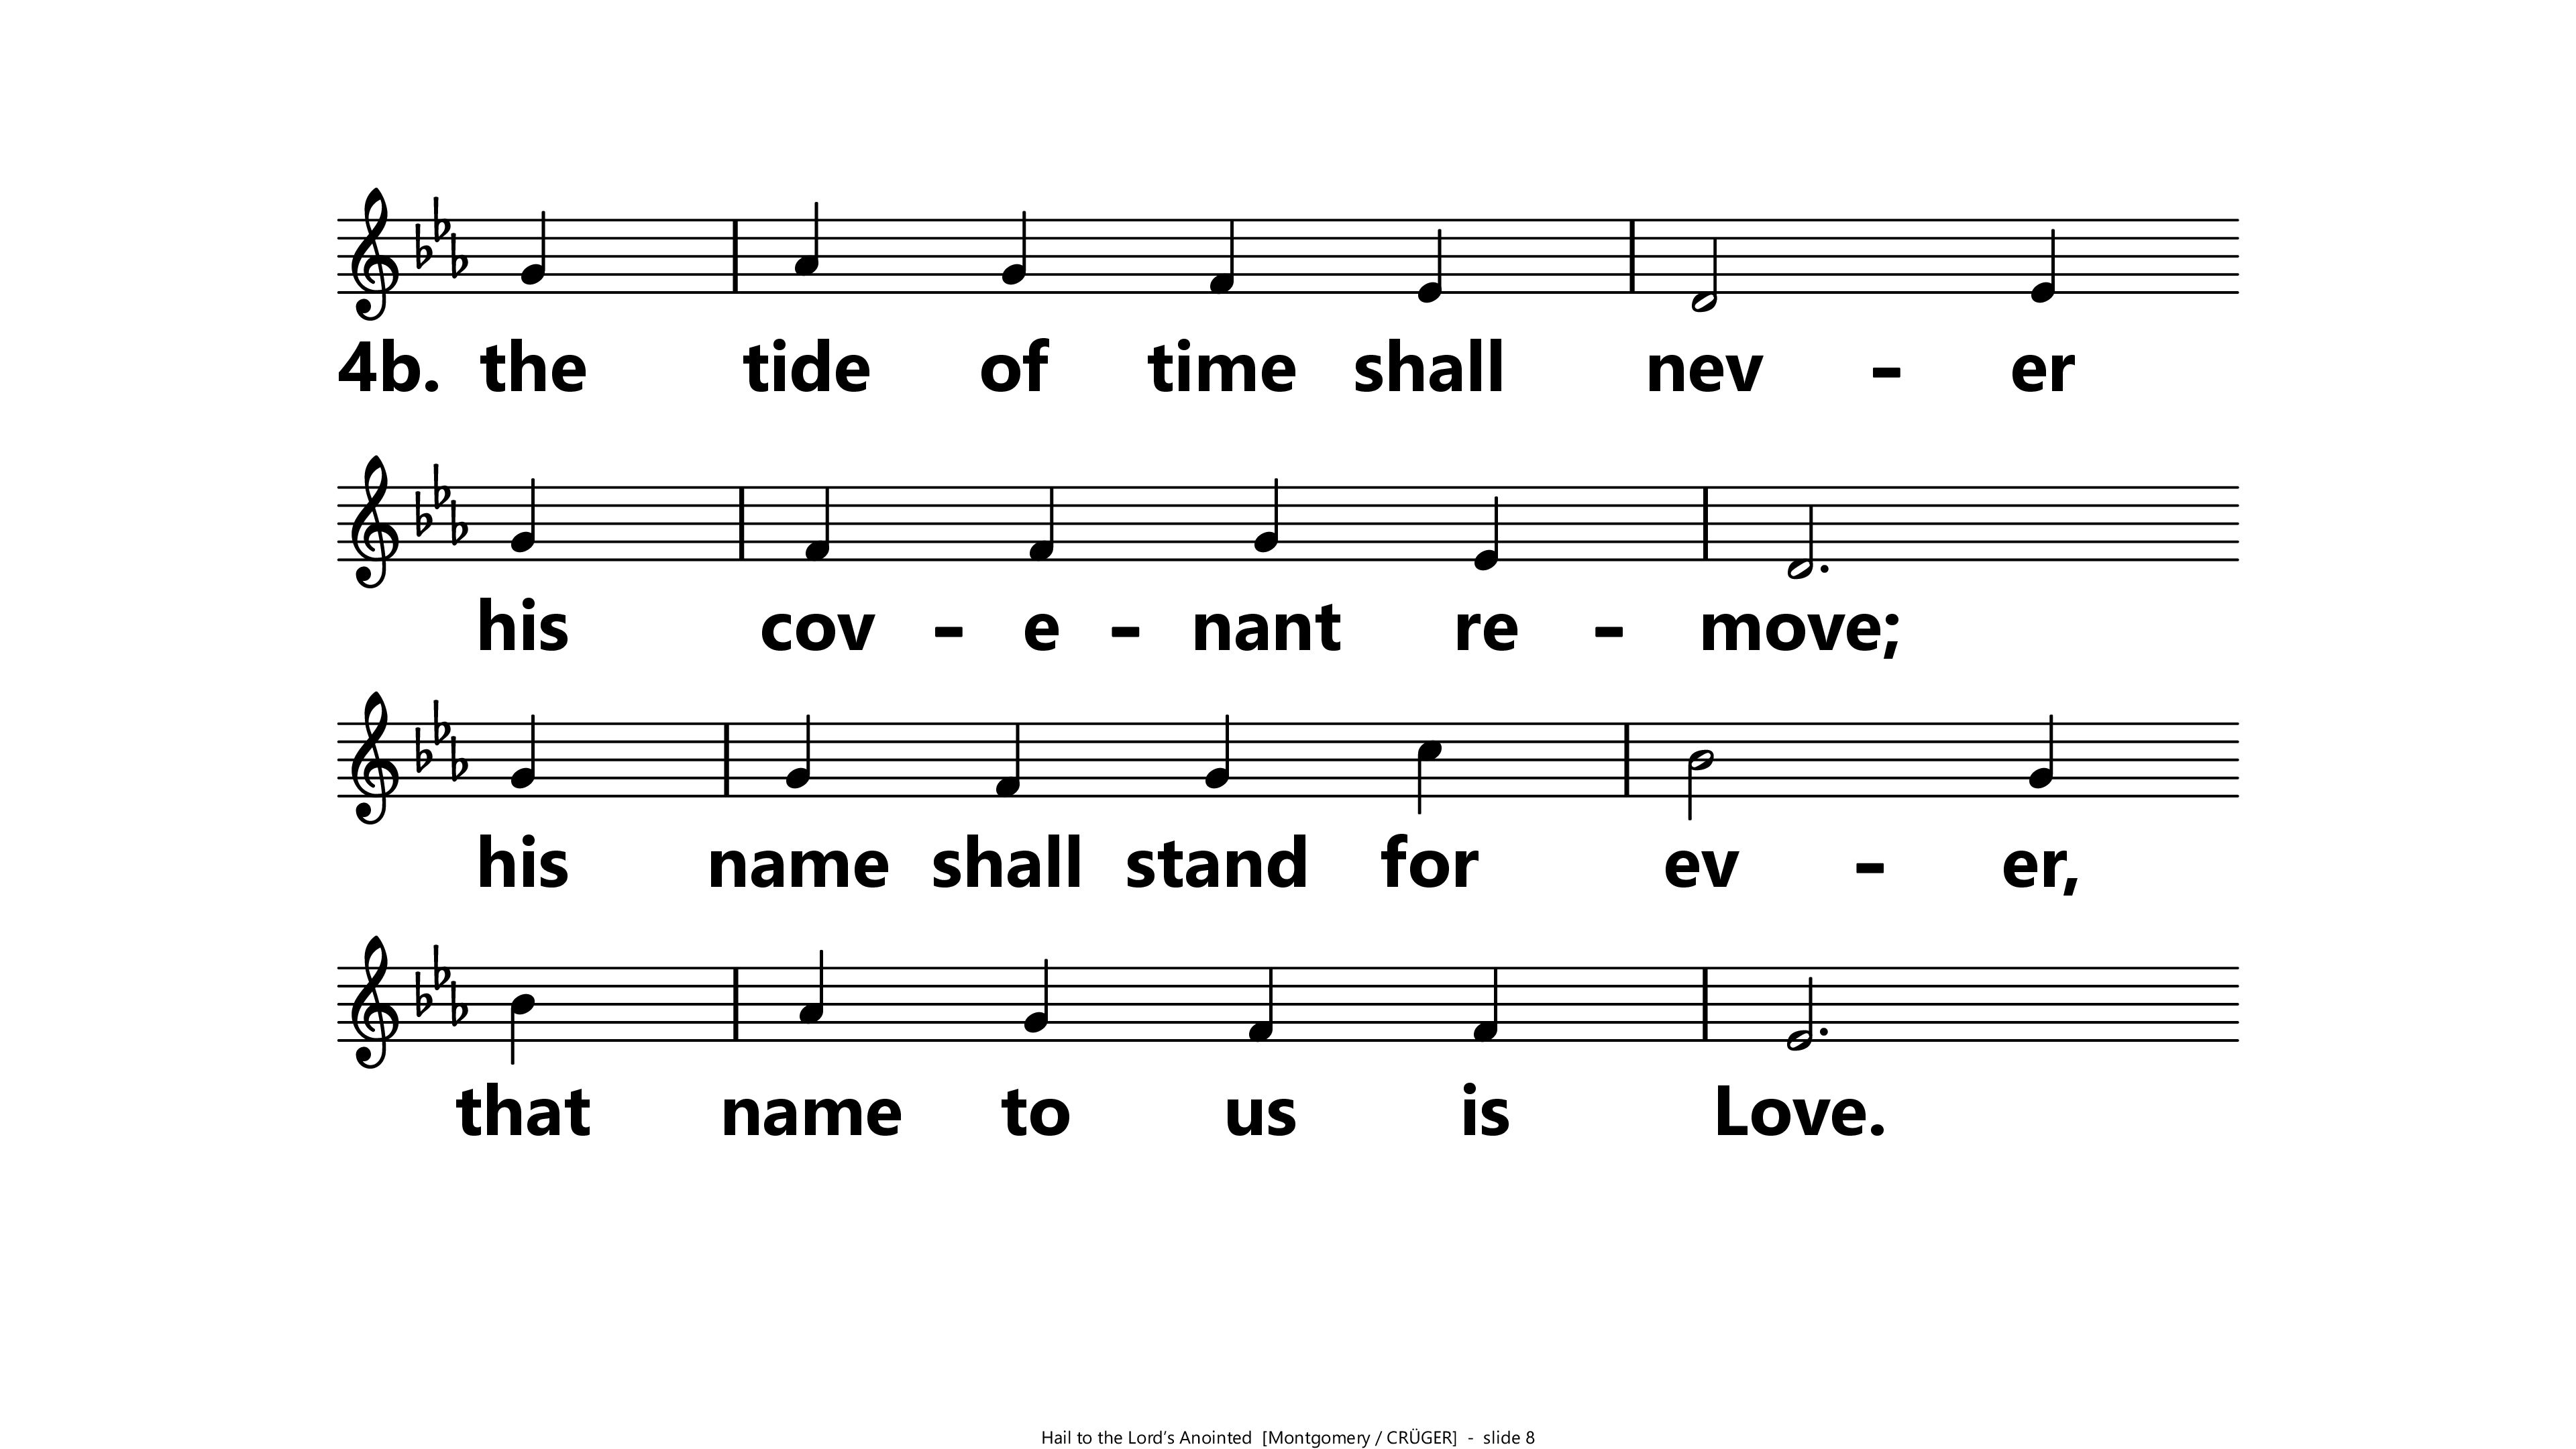 4b. the tide of time shall nev - er
his cov - e - nant re - move;
his name shall stand for ev - er,
that name to us is Love.
Hail to the Lord’s Anointed [Montgomery / CRÜGER] - slide 8